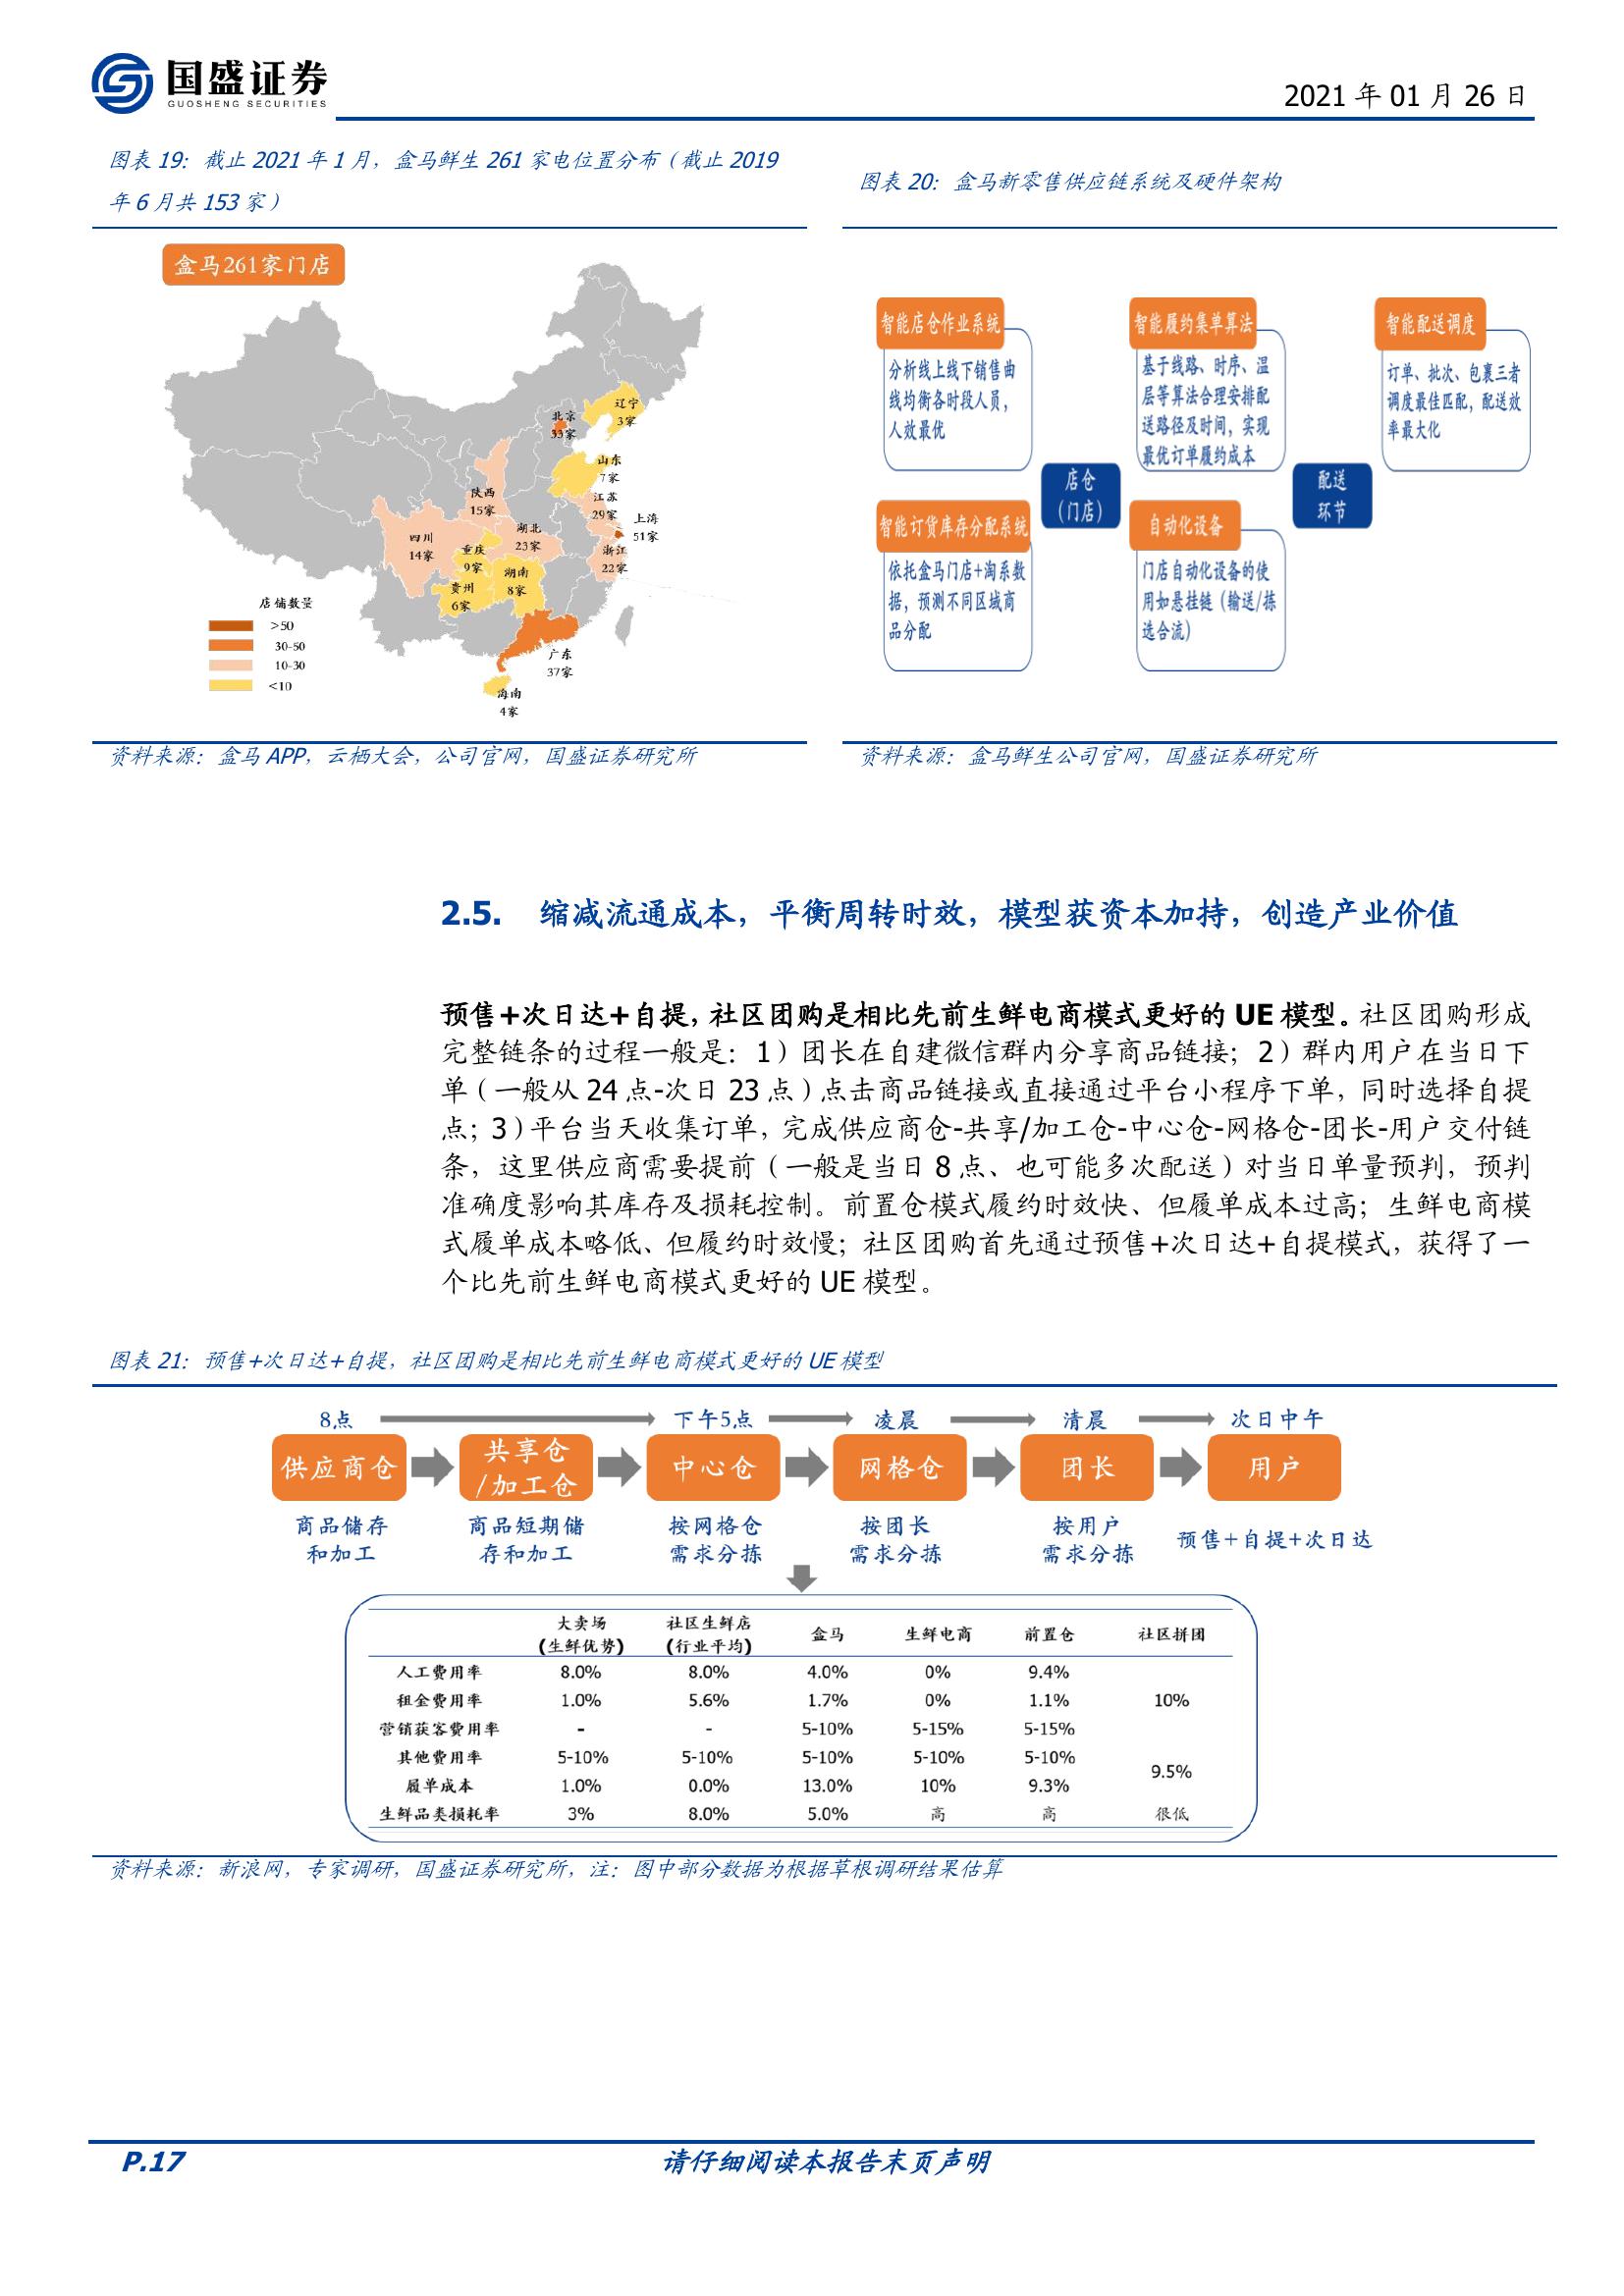 国盛证券
GUOSHENG SECURITIES
2021 年 01 月 26 日
图表 19：截止 2021 年 1 月，盒马鲜生 261 家电位置分布（截止 2019
年 6 月共 153 家）
盒马261家门店
北京
33家
辽宁
3家
山东
7家
陕西
15家
江苏
29家
上海
51家
四川
14家
重庆
9家
湖北
23家
浙江
22家
贵州
6家
湖南
8家
广东
37家
海南
4家
店铺数量
>50
30-50
10-30
<10
资料来源：盒马 APP，云栖大会，公司官网，国盛证券研究所
图表 20：盒马新零售供应链系统及硬件架构
智能店仓作业系统
分析线上线下销售曲
线均衡各时段人员，
人效最优
智能履约集单算法
基于线路、时序、温
层等算法合理安排配
送路径及时间，实现
最优订单履约成本
智能配送调度
订单、批次、包裹三者
调度最佳匹配，配送效
率最大化
店仓
（门店）
配送
环节
智能订货库存分配系统
依托盒马门店+淘系数
据，预测不同区域商
品分配
自动化设备
门店自动化设备的使
用如悬挂链（输送/拣
选合流）
资料来源：盒马鲜生公司官网，国盛证券研究所
2.5. 缩减流通成本，平衡周转时效，模型获资本加持，创造产业价值
预售+次日达+自提，社区团购是相比先前生鲜电商模式更好的 UE 模型。社区团购形成
完整链条的过程一般是：1）团长在自建微信群内分享商品链接；2）群内用户在当日下
单（一般从 24 点-次日 23 点）点击商品链接或直接通过平台小程序下单，同时选择自提
点；3）平台当天收集订单，完成供应商仓-共享/加工仓-中心仓-网格仓-团长-用户交付链
条，这里供应商需要提前（一般是当日 8 点、也可能多次配送）对当日单量预判，预判
准确度影响其库存及损耗控制。前置仓模式履约时效快、但履单成本过高；生鲜电商模
式履单成本略低、但履约时效慢；社区团购首先通过预售+次日达+自提模式，获得了一
个比先前生鲜电商模式更好的 UE 模型。
图表 21：预售+次日达+自提，社区团购是相比先前生鲜电商模式更好的 UE 模型
8点 下午5点 凌晨 清晨 次日中午
供应商仓 共享仓/加工仓 中心仓 网格仓 团长 用户
商品储存 商品短期储 按网格仓 按团长 按用户 预售+自提+次日达
和加工 存和加工 需求分拣 需求分拣 需求分拣
大卖场 社区生鲜店 盒马 生鲜电商 前置仓 社区拼团
(生鲜优势) (行业平均)
人工费用率 8.0% 8.0% 4.0% 0% 9.4%
租金费用率 1.0% 5.6% 1.7% 0% 1.1% 10%
营销获客费用率 - - 5-10% 5-15% 5-15%
其他费用率 5-10% 5-10% 5-10% 5-10% 5-10%
9.5%
履单成本 1.0% 0.0% 13.0% 10% 9.3%
生鲜品类损耗率 3% 8.0% 5.0% 高 高 很低
资料来源：新浪网，专家调研，国盛证券研究所，注：图中部分数据为根据草根调研结果估算
P.17 请仔细阅读本报告末页声明